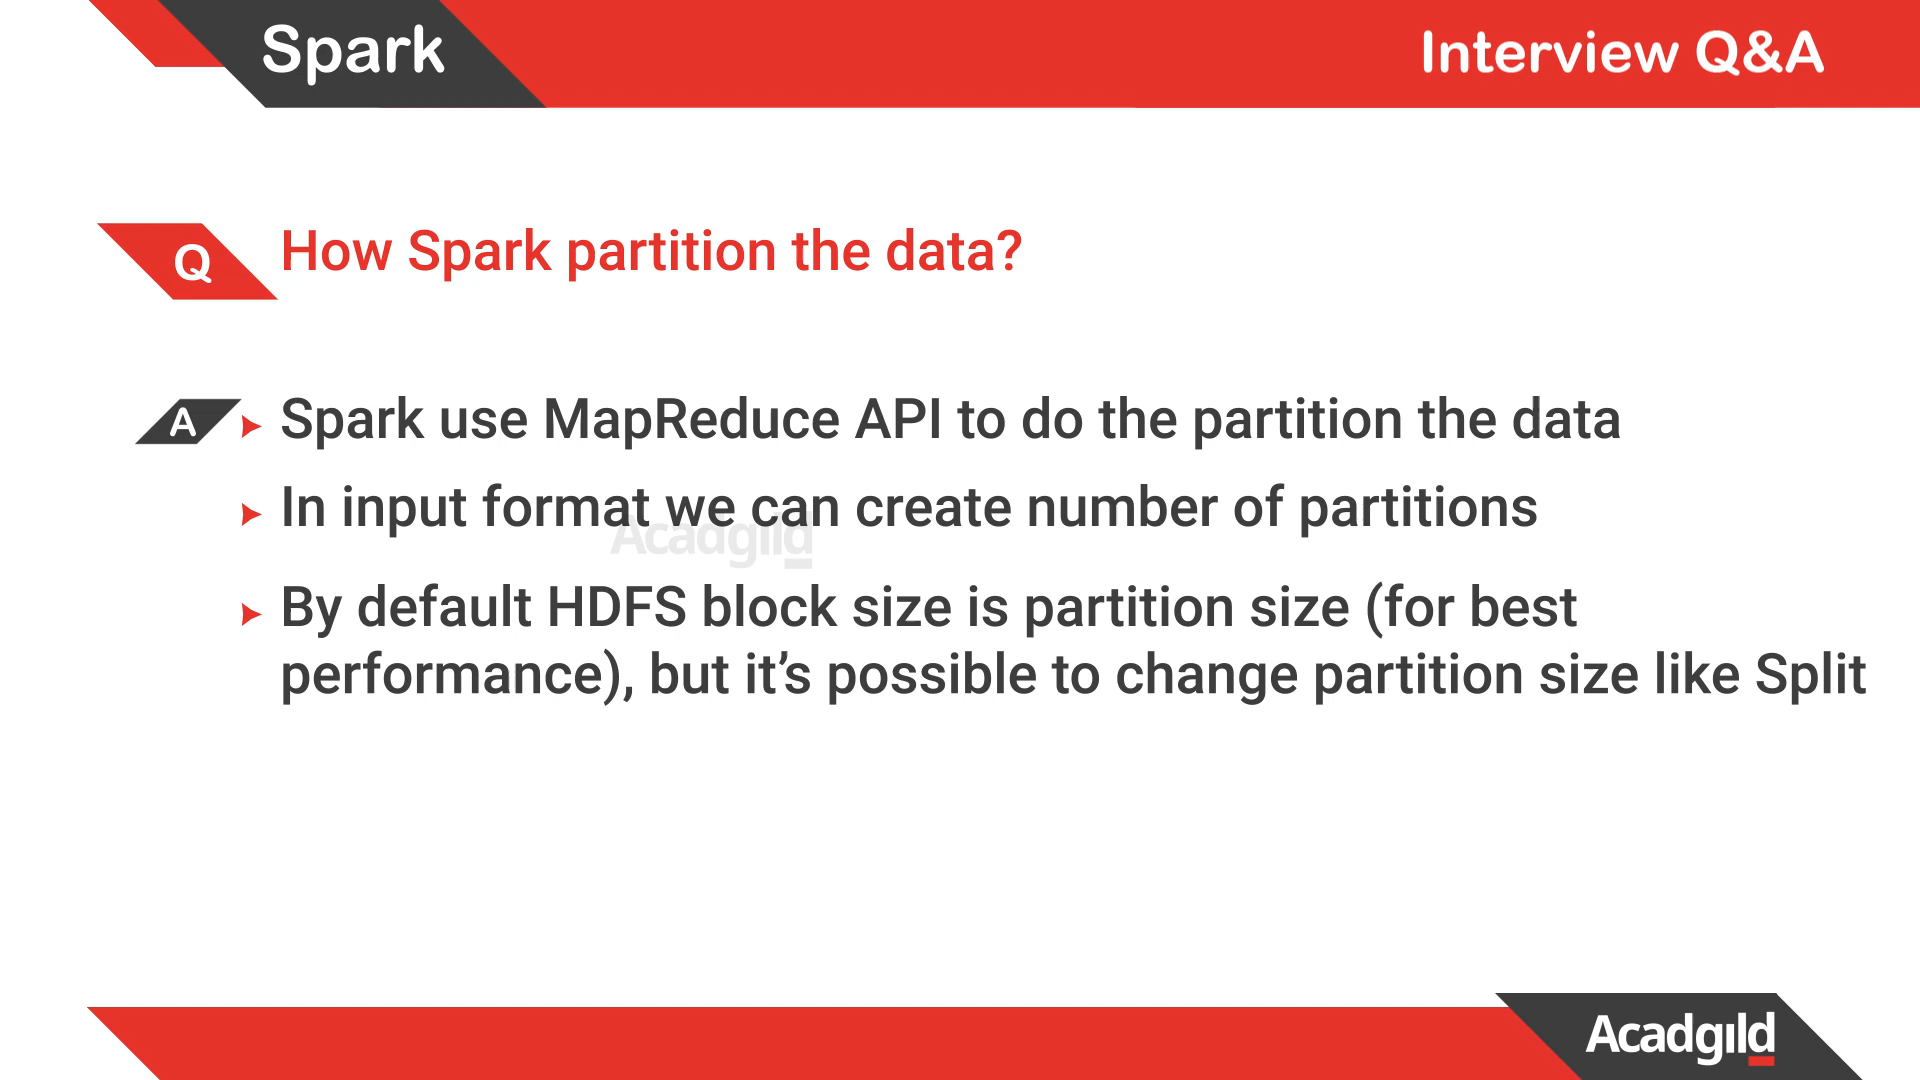 Spark
Interview Q&A
Q
How Spark partition the data?
A
Spark use MapReduce API to do the partition the data
In input format we can create number of partitions
Acadgild
By default HDFS block size is partition size (for best
performance), but it’s possible to change partition size like Split
Acadgild